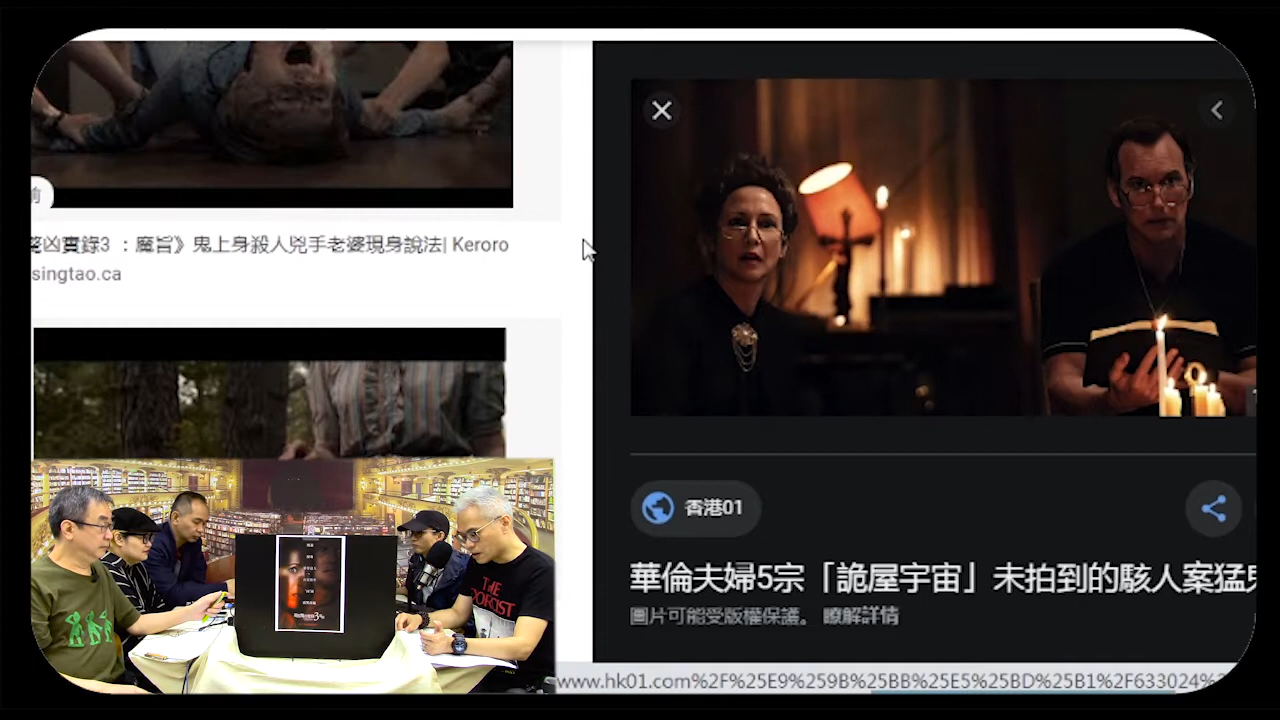 驚凶實錄3 ：魔旨》鬼上身殺人兇手老婆現身說法| Keroro
singtao.ca
香港01
華倫夫婦5宗「詭屋宇宙」未拍到的駭人案猛
圖片可能受版權保護。 瞭解詳情
THE
EXORCIST
3
www.hk01.com%2F%25E9%259B%25BB%25E5%25BD%25B1%2F633024%2